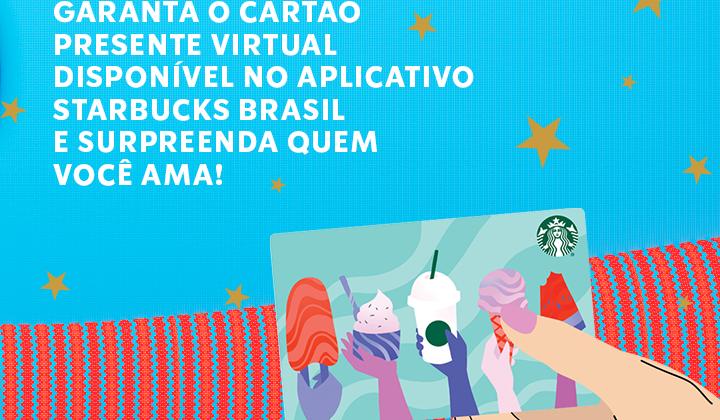 GARANTA O CARTÃO
PRESENTE VIRTUAL
DISPONÍVEL NO APLICATIVO
STARBUCKS BRASIL
E SURPREENDA QUEM
VOCÊ AMA!